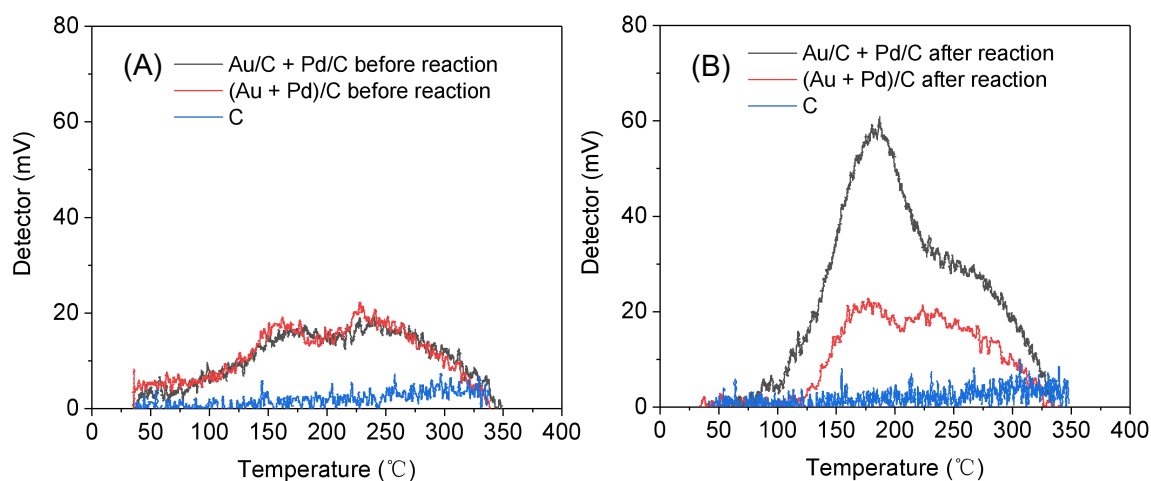 (A)
Au/C + Pd/C before reaction
(Au + Pd)/C before reaction
C
Detector (mV)
80
60
40
20
0
0 50 100 150 200 250 300 350 400
Temperature (℃)
(B)
Au/C + Pd/C after reaction
(Au + Pd)/C after reaction
C
Detector (mV)
80
60
40
20
0
0 50 100 150 200 250 300 350 400
Temperature (℃)